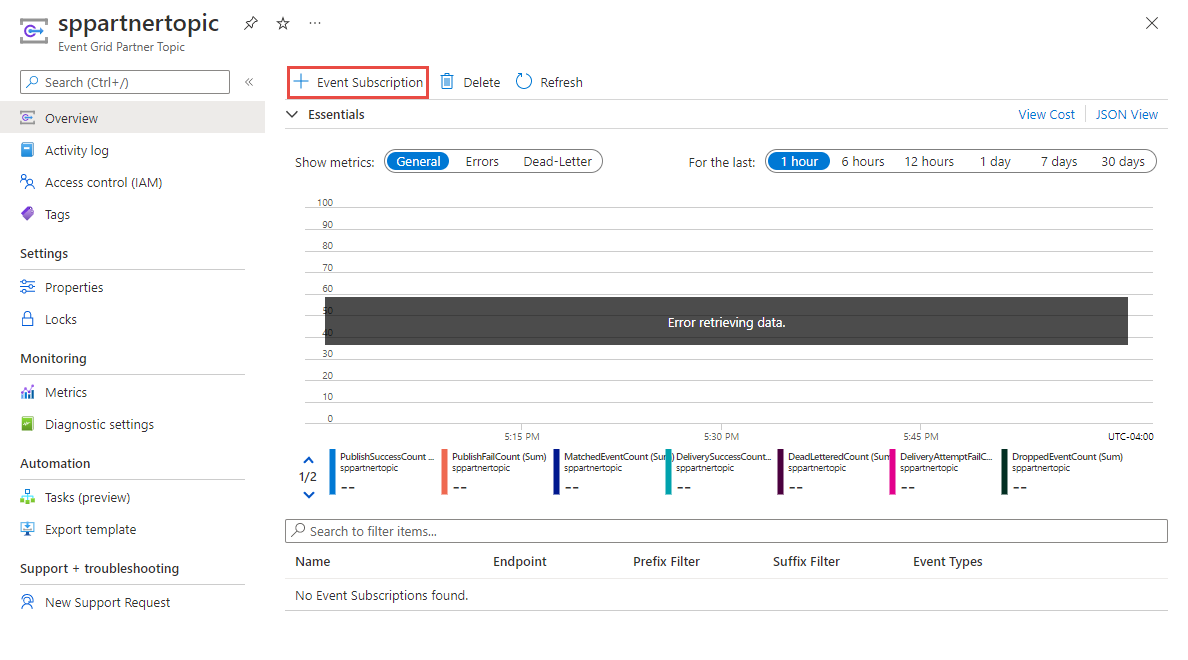 sppartnertopic
Event Grid Partner Topic
Search (Ctrl+/)
Overview
Activity log
Access control (IAM)
Tags
Settings
Properties
Locks
Monitoring
Metrics
Diagnostic settings
Automation
Tasks (preview)
Export template
Support + troubleshooting
New Support Request
Event Subscription Delete Refresh
Essentials View Cost JSON View
Show metrics: General Errors Dead-Letter For the last: 1 hour 6 hours 12 hours 1 day 7 days 30 days
100
90
80
70
60
50
Error retrieving data.
40
30
20
10
0
5:15 PM 5:30 PM 5:45 PM UTC-04:00
1/2
PublishSuccessCount ...
sppartnertopic
--
PublishFailCount (Sum)
sppartnertopic
--
MatchedEventCount (Sum)
sppartnertopic
--
DeliverySuccessCount...
sppartnertopic
--
DeadLetteredCount (Sum
sppartnertopic
--
DeliveryAttemptFailC...
sppartnertopic
--
DroppedEventCount (Sum)
sppartnertopic
--
Search to filter items...
Name Endpoint Prefix Filter Suffix Filter Event Types
No Event Subscriptions found.